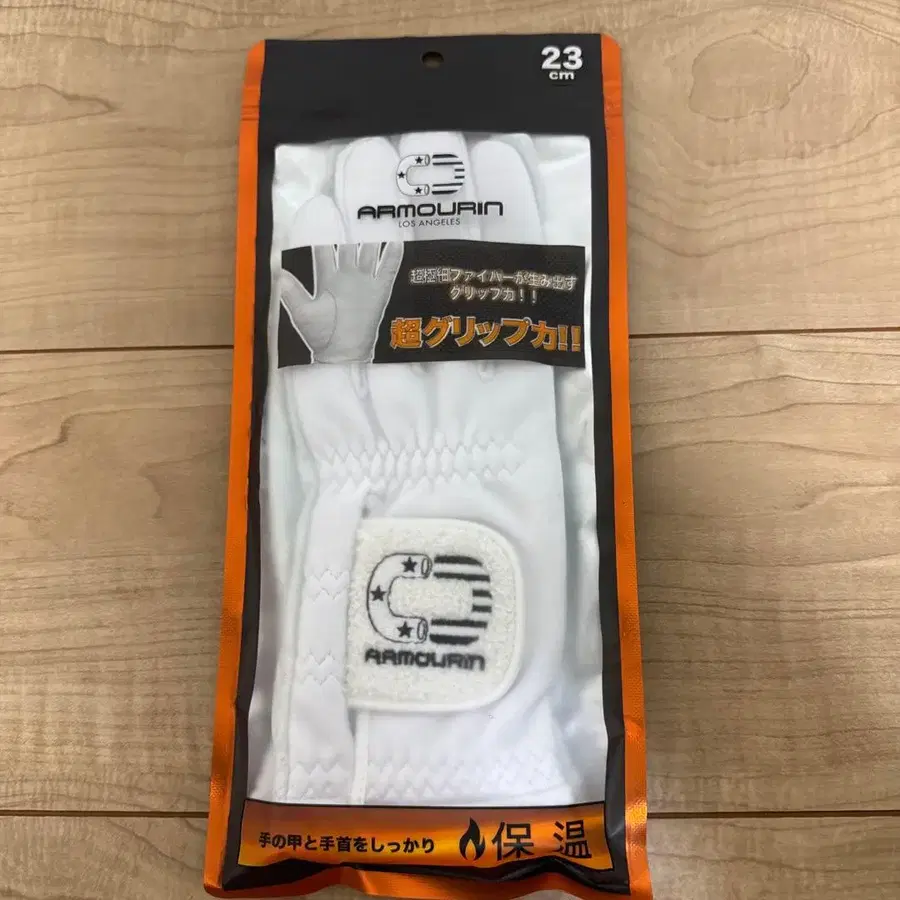 23
cm
ARMOURIN
LOS ANGELES
超極細ファイバーが生み出す
グリップ力！！
超グリップ力!!
ARMOURIN
手の甲と手首をしっかり 保温